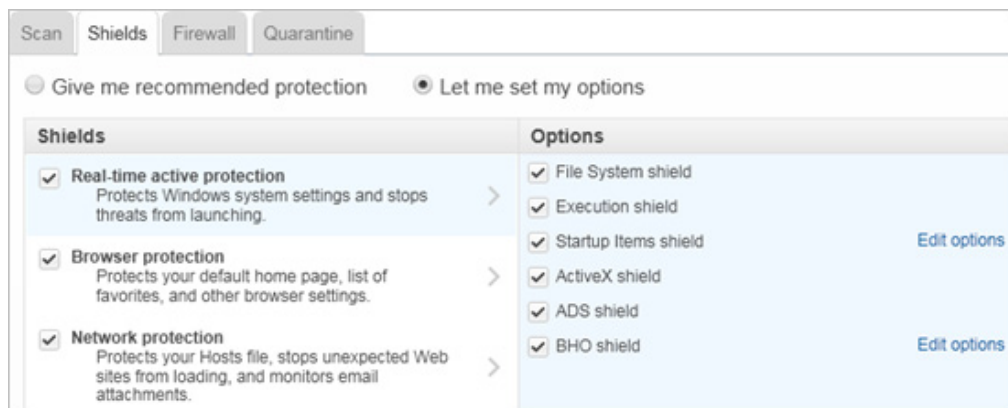 Scan Shields Firewall Quarantine
Give me recommended protection Let me set my options
Shields
Real-time active protection
Protects Windows system settings and stops
threats from launching.
Browser protection
Protects your default home page, list of
favorites, and other browser settings.
Network protection
Protects your Hosts file, stops unexpected Web
sites from loading, and monitors email
attachments.
Options
File System shield
Execution shield
Startup Items shield Edit options
ActiveX shield
ADS shield
BHO shield Edit options